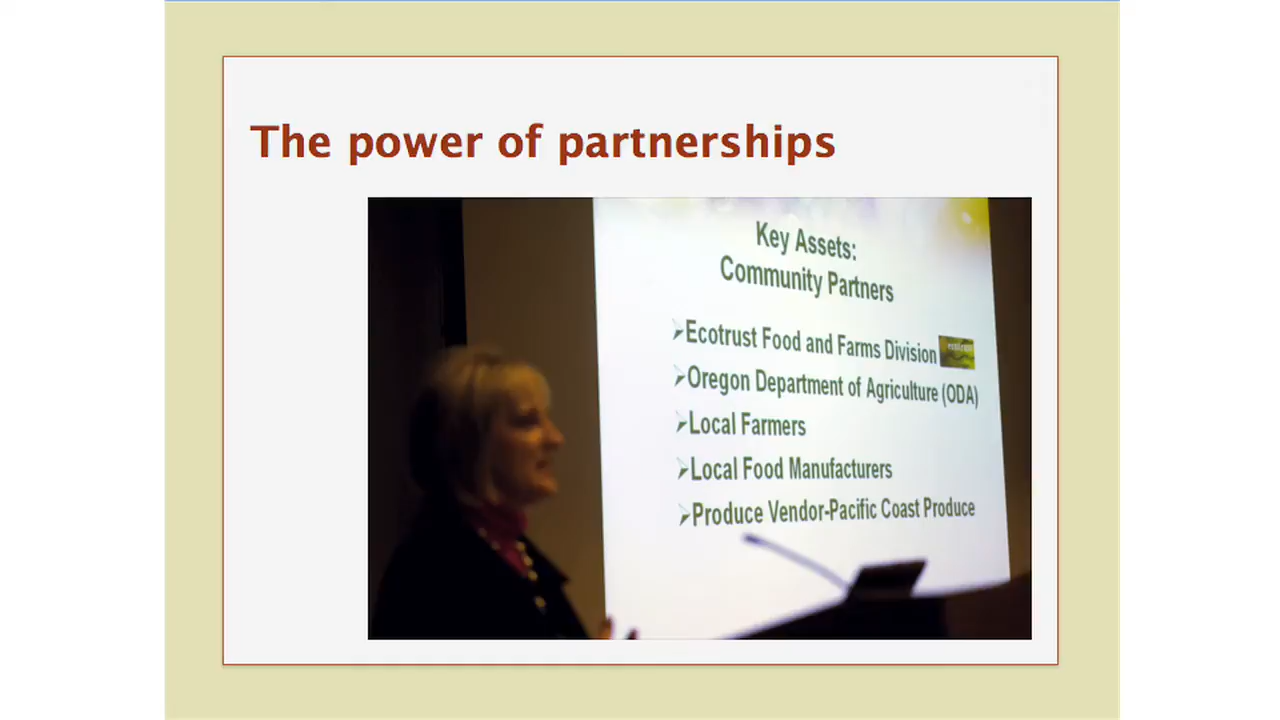 The power of partnerships
Key Assets:
Community Partners
➢Ecotrust Food and Farms Division
ecotrust
➢Oregon Department of Agriculture (ODA)
➢Local Farmers
➢Local Food Manufacturers
➢Produce Vendor-Pacific Coast Produce